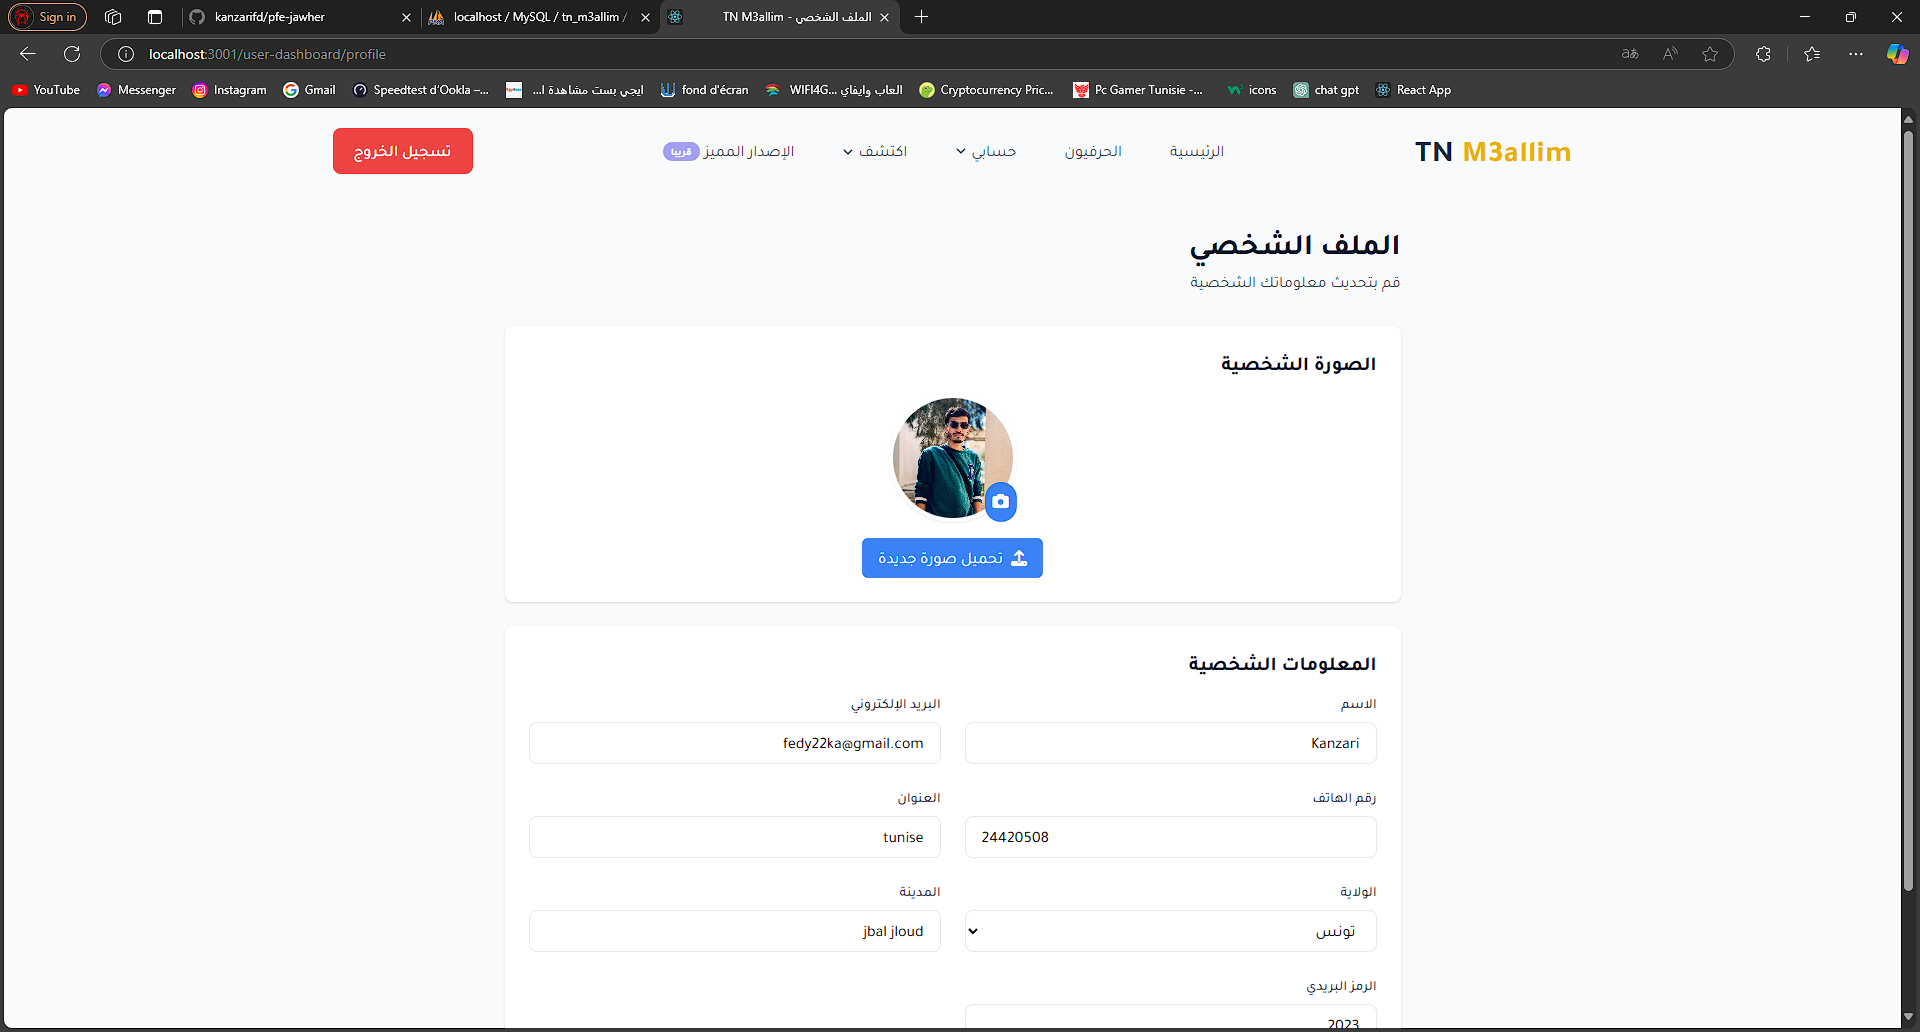 Sign in
kanzarifd/pfe-jawher
localhost / MySQL / tn_m3allim /
TN M3allim - الملف الشخصي
localhost:3001/user-dashboard/profile
YouTube
Messenger
Instagram
Gmail
Speedtest d'Ookla –...
ايجي بست مشاهدة ا...
fond d'écran
WIFI4G... العاب وايفاي
Cryptocurrency Pric...
Pc Gamer Tunisie -...
icons
chat gpt
React App
TN M3allim
الرئيسية
الحرفيون
حسابي
اكتشف
الإصدار المميز قريبا
تسجيل الخروج
الملف الشخصي
قم بتحديث معلوماتك الشخصية
الصورة الشخصية
تحميل صورة جديدة
المعلومات الشخصية
الاسم
Kanzari
البريد الإلكتروني
fedy22ka@gmail.com
رقم الهاتف
24420508
العنوان
tunise
الولاية
تونس
المدينة
jbal jloud
الرمز البريدي
2023